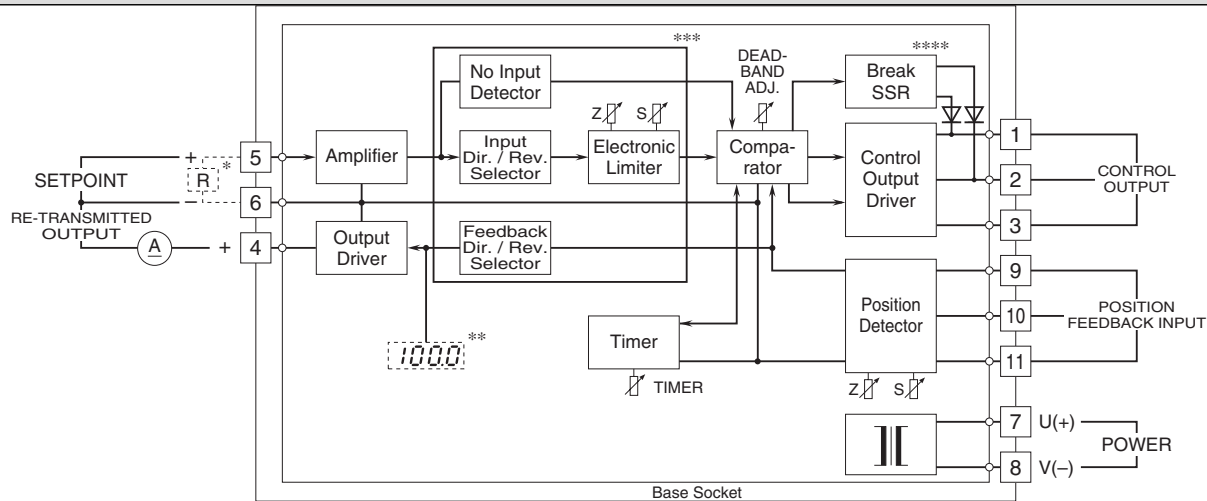 ***
****
DEAD-
BAND
ADJ.
No Input
Detector
Break
SSR
Z
S
+
R
*
5
Amplifier
Input
Dir. / Rev.
Selector
Electronic
Limiter
Compa-
rator
Control
Output
Driver
1
2
3
CONTROL
OUTPUT
SETPOINT
–
6
RE-TRANSMITTED
OUTPUT
A
+
4
Output
Driver
Feedback
Dir. / Rev.
Selector
100.0
**
Timer
TIMER
Position
Detector
Z
S
9
10
11
POSITION
FEEDBACK INPUT
7
U(+)
8
V(–)
POWER
Base Socket